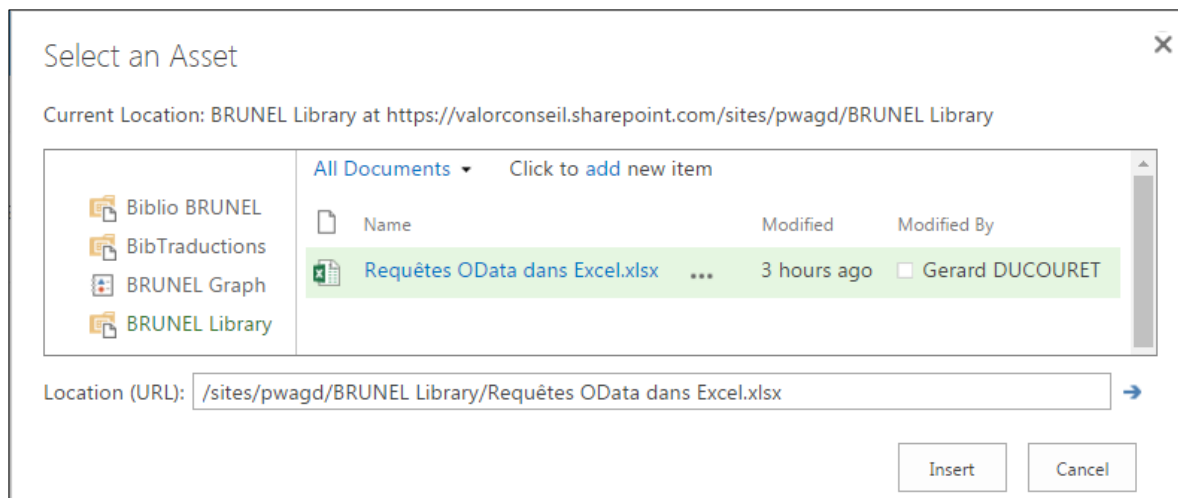 Select an Asset
Current Location: BRUNEL Library at https://valorconseil.sharepoint.com/sites/pwagd/BRUNEL Library
Biblio BRUNEL
BibTraductions
BRUNEL Graph
BRUNEL Library
All Documents Click to add new item
Name Modified Modified By
Requêtes OData dans Excel.xlsx ... 3 hours ago Gerard DUCOURET
Location (URL): /sites/pwagd/BRUNEL Library/Requêtes OData dans Excel.xlsx
Insert Cancel